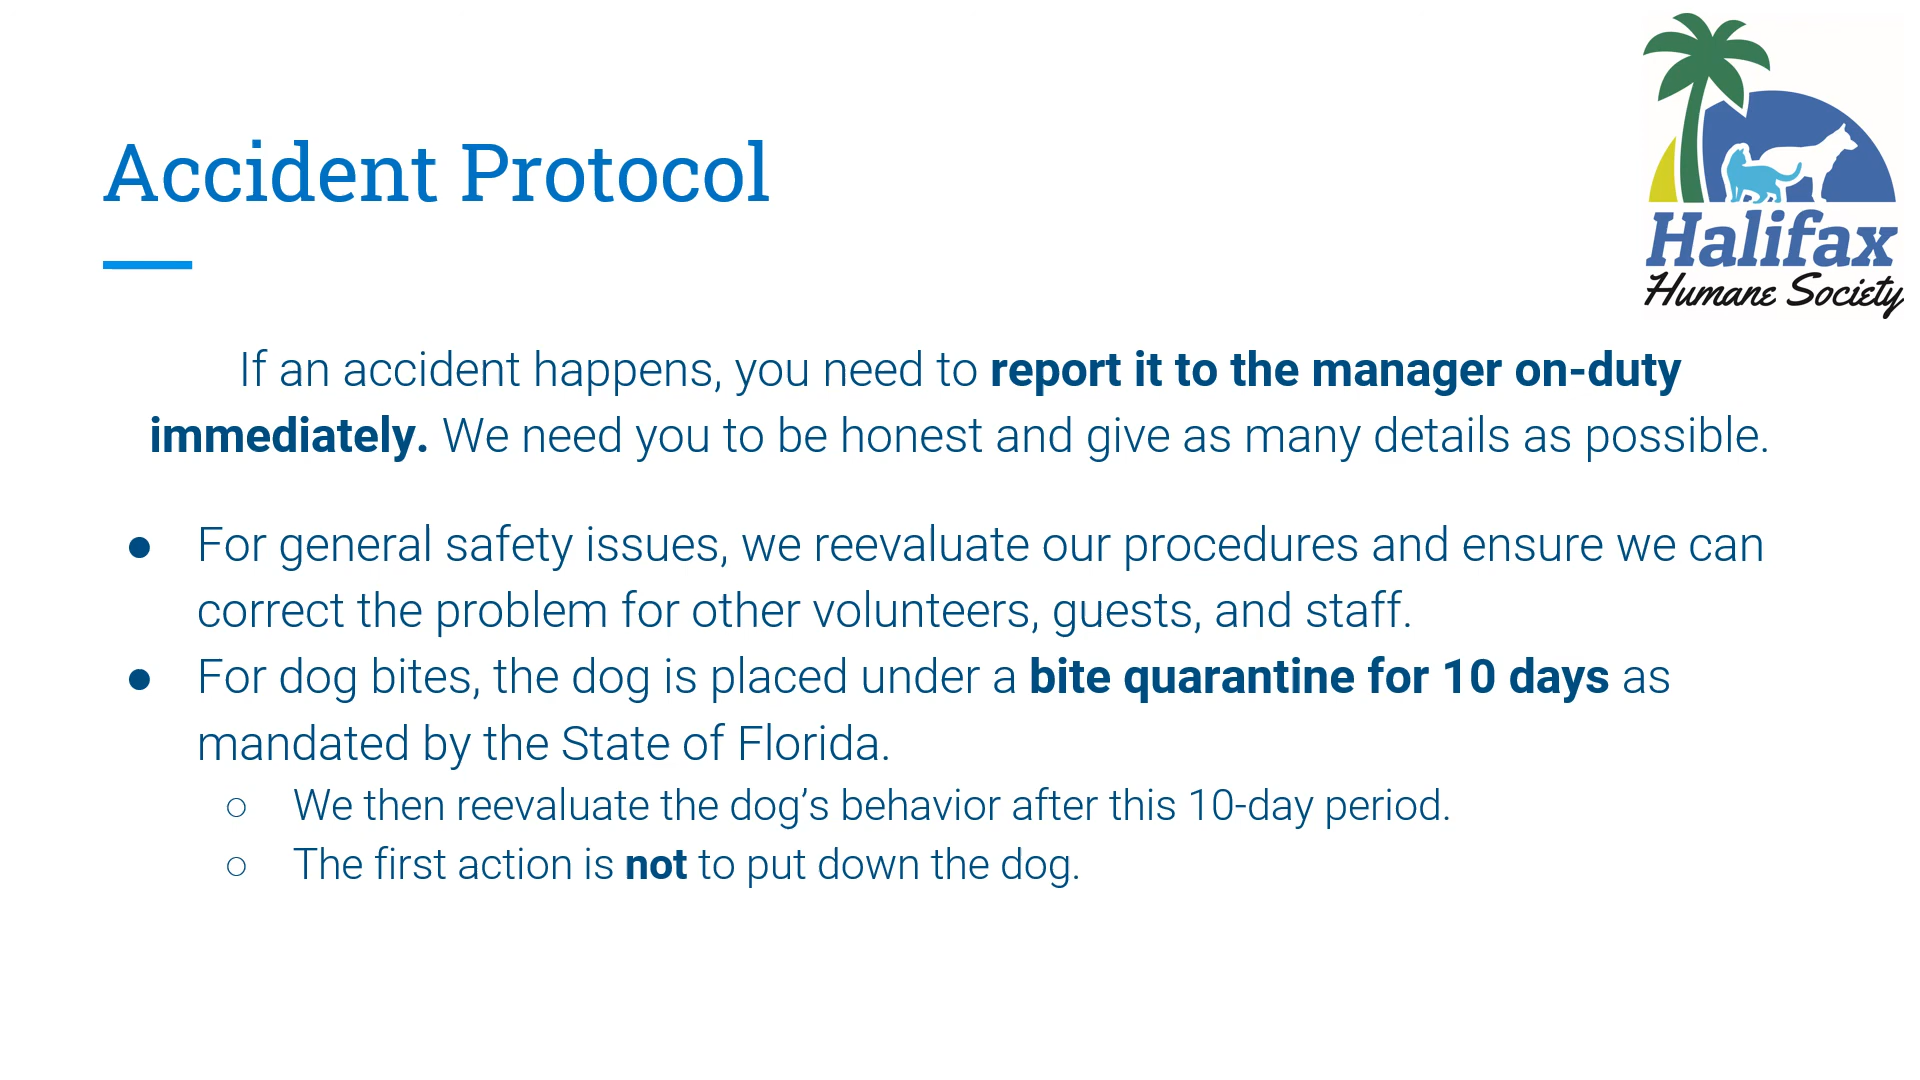 Accident Protocol
Halifax
Humane Society
If an accident happens, you need to report it to the manager on-duty
immediately. We need you to be honest and give as many details as possible.
● For general safety issues, we reevaluate our procedures and ensure we can
correct the problem for other volunteers, guests, and staff.
● For dog bites, the dog is placed under a bite quarantine for 10 days as
mandated by the State of Florida.
○ We then reevaluate the dog’s behavior after this 10-day period.
○ The first action is not to put down the dog.